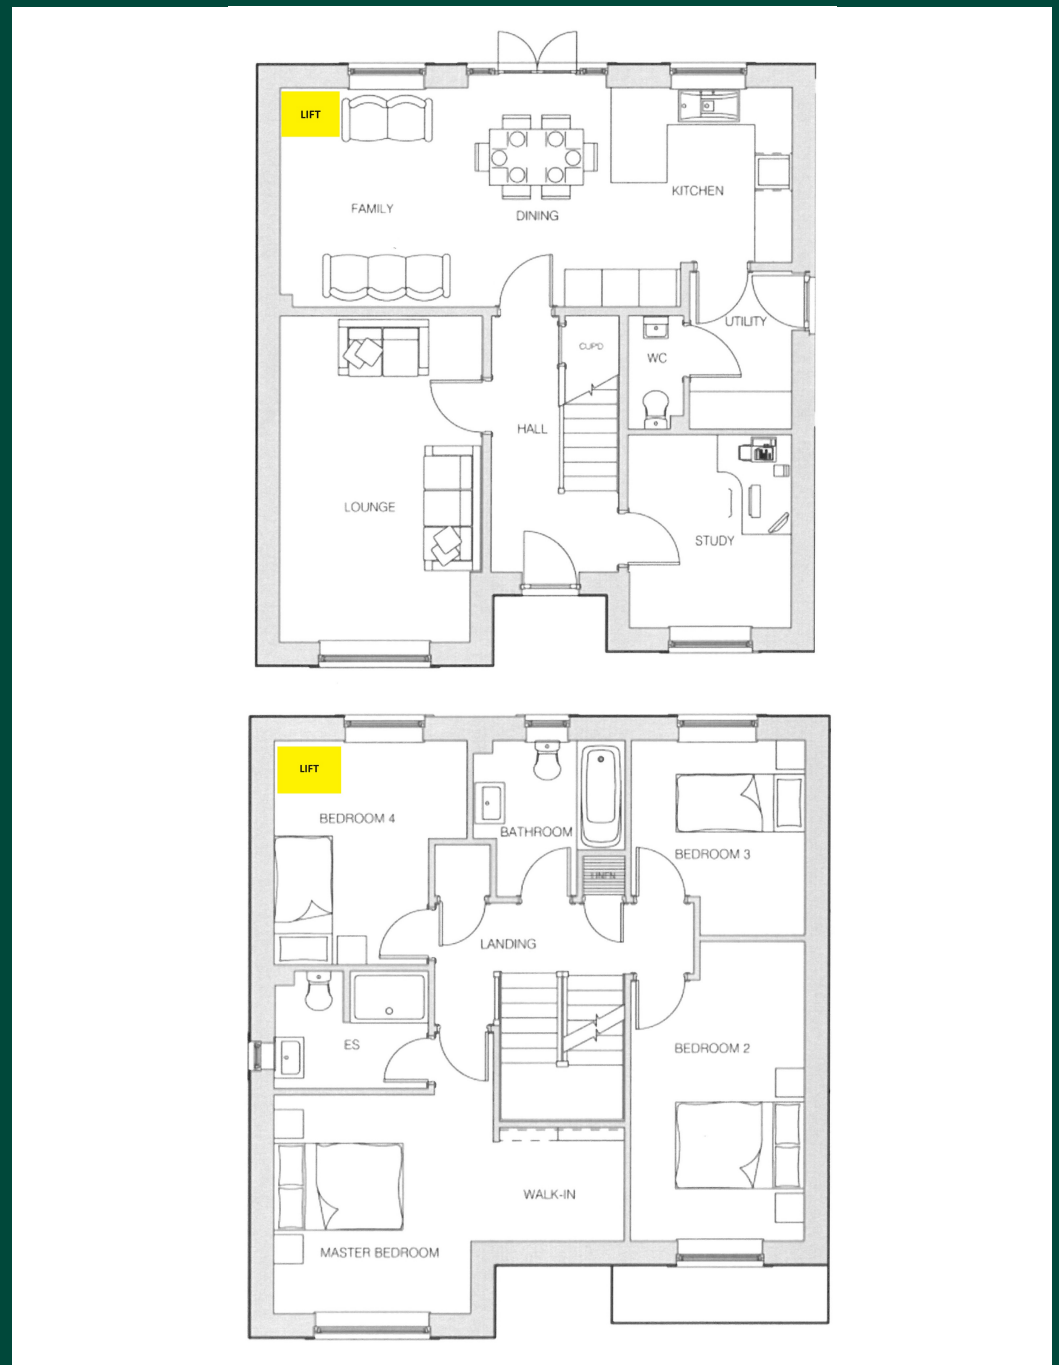 LIFT
FAMILY
DINING
KITCHEN
UTILITY
CUP'D
WC
HALL
LOUNGE
STUDY
LIFT
BEDROOM 4
BATHROOM
BEDROOM 3
LINEN
LANDING
ES
BEDROOM 2
WALK-IN
MASTER BEDROOM